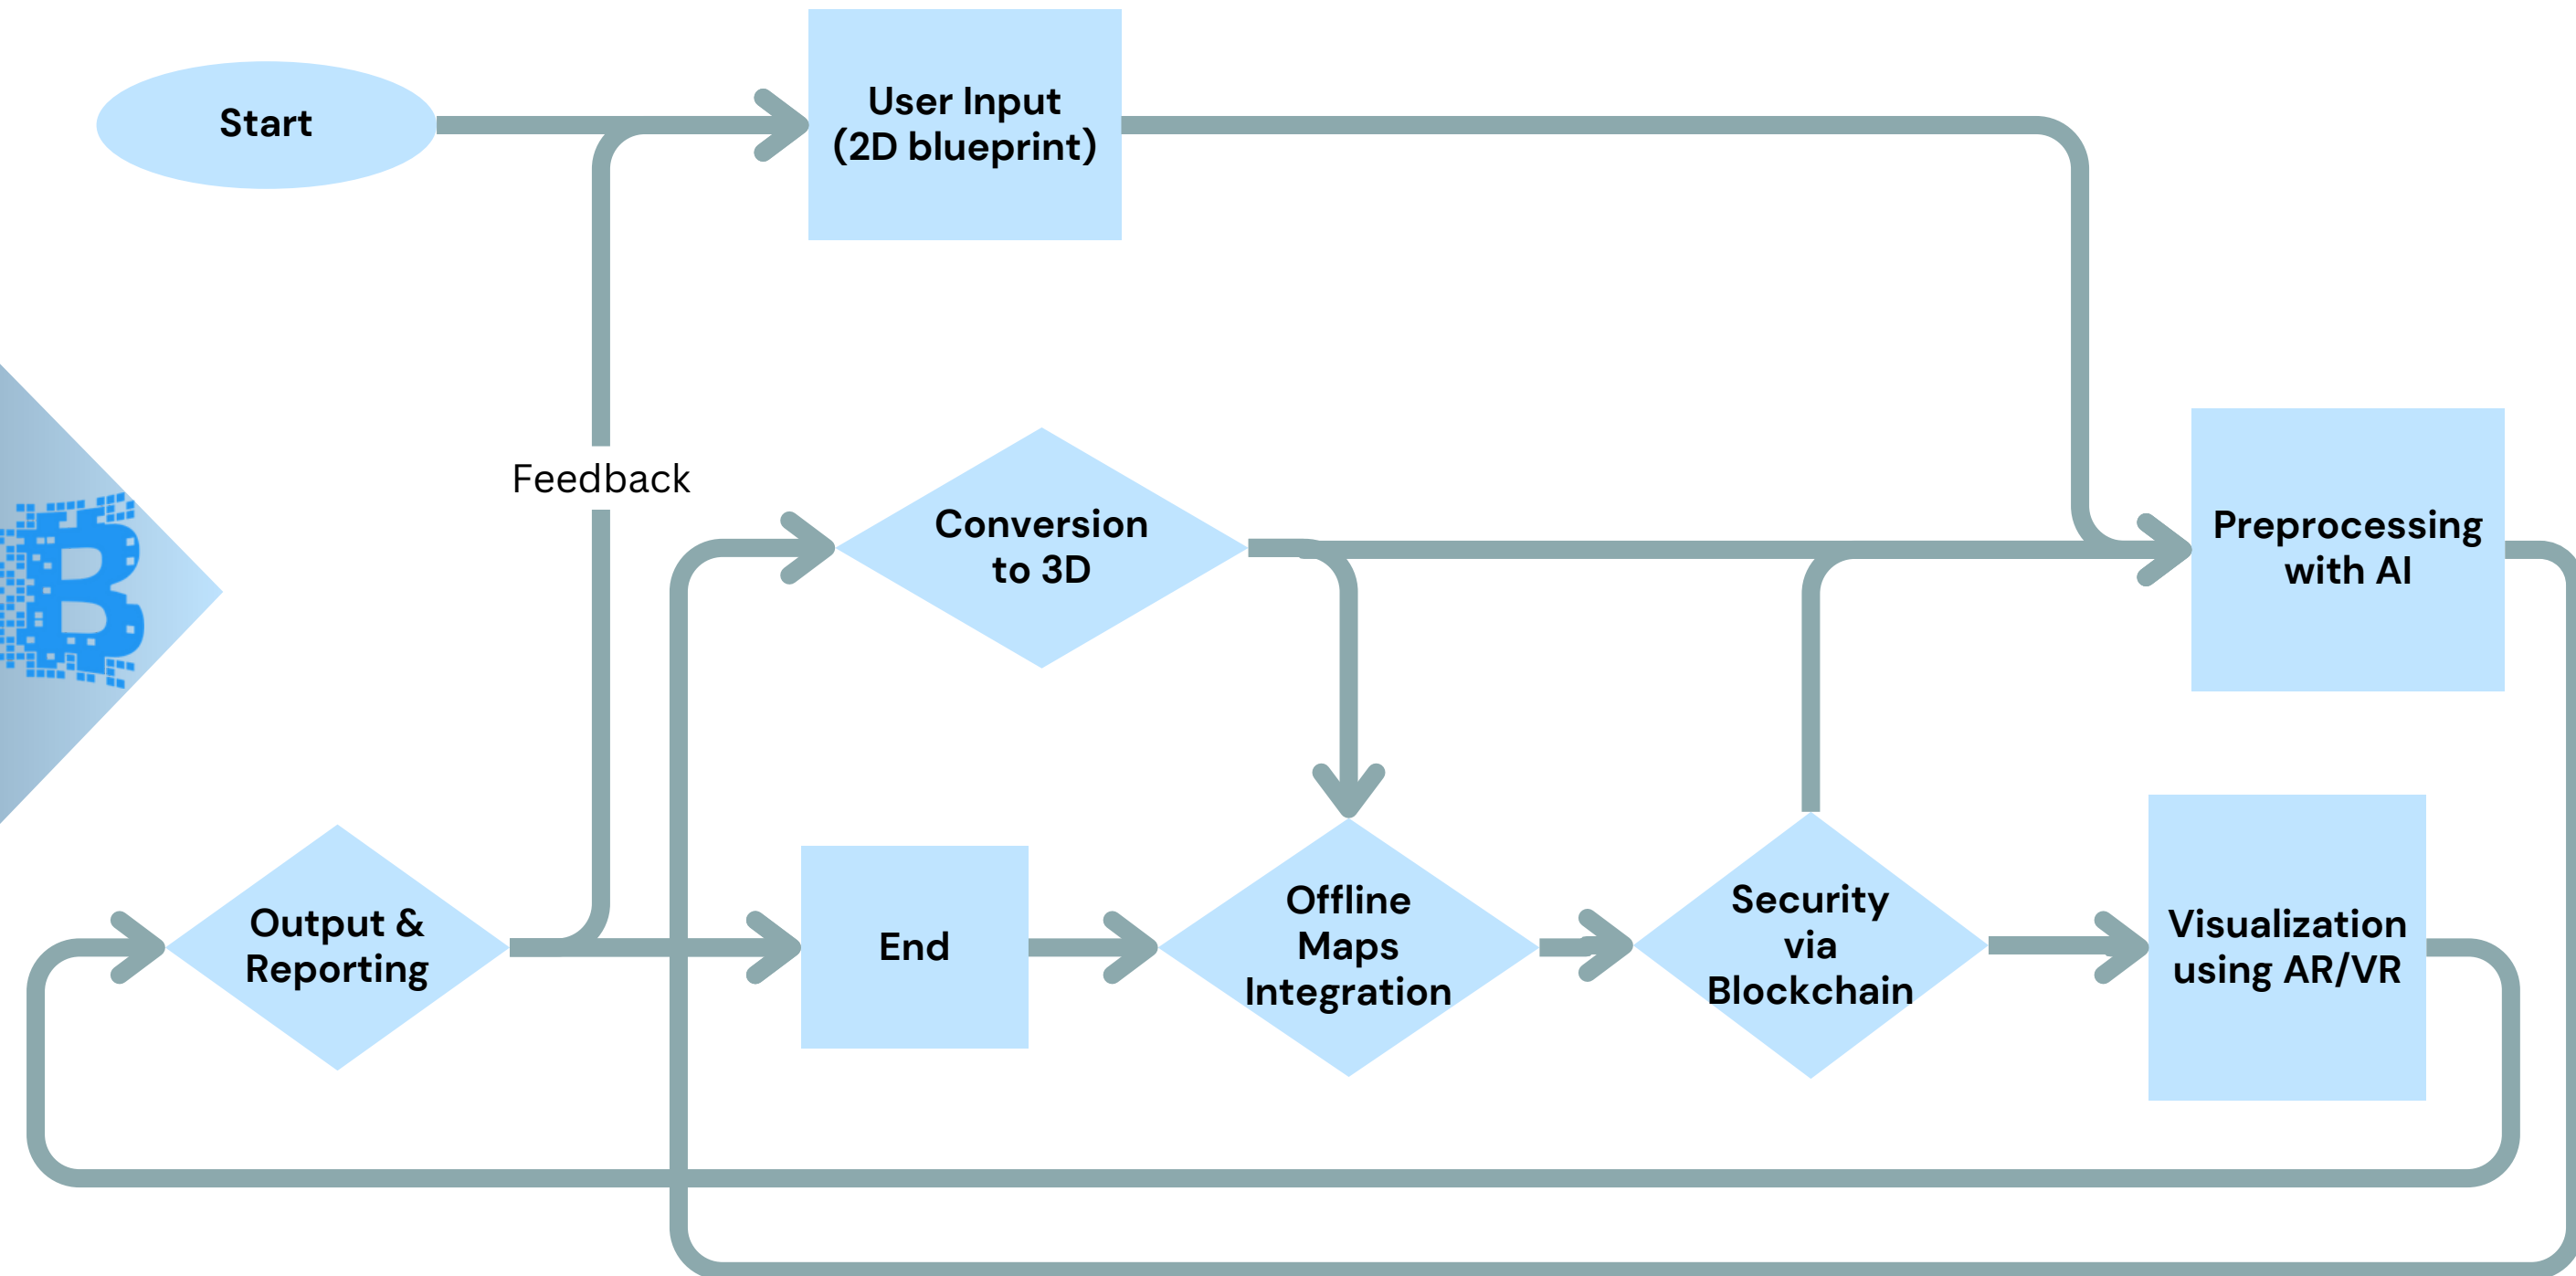 Start
User Input
(2D blueprint)
Feedback
Conversion
to 3D
Preprocessing
with AI
Output &
Reporting
End
Offline
Maps
Integration
Security
via
Blockchain
Visualization
using AR/VR